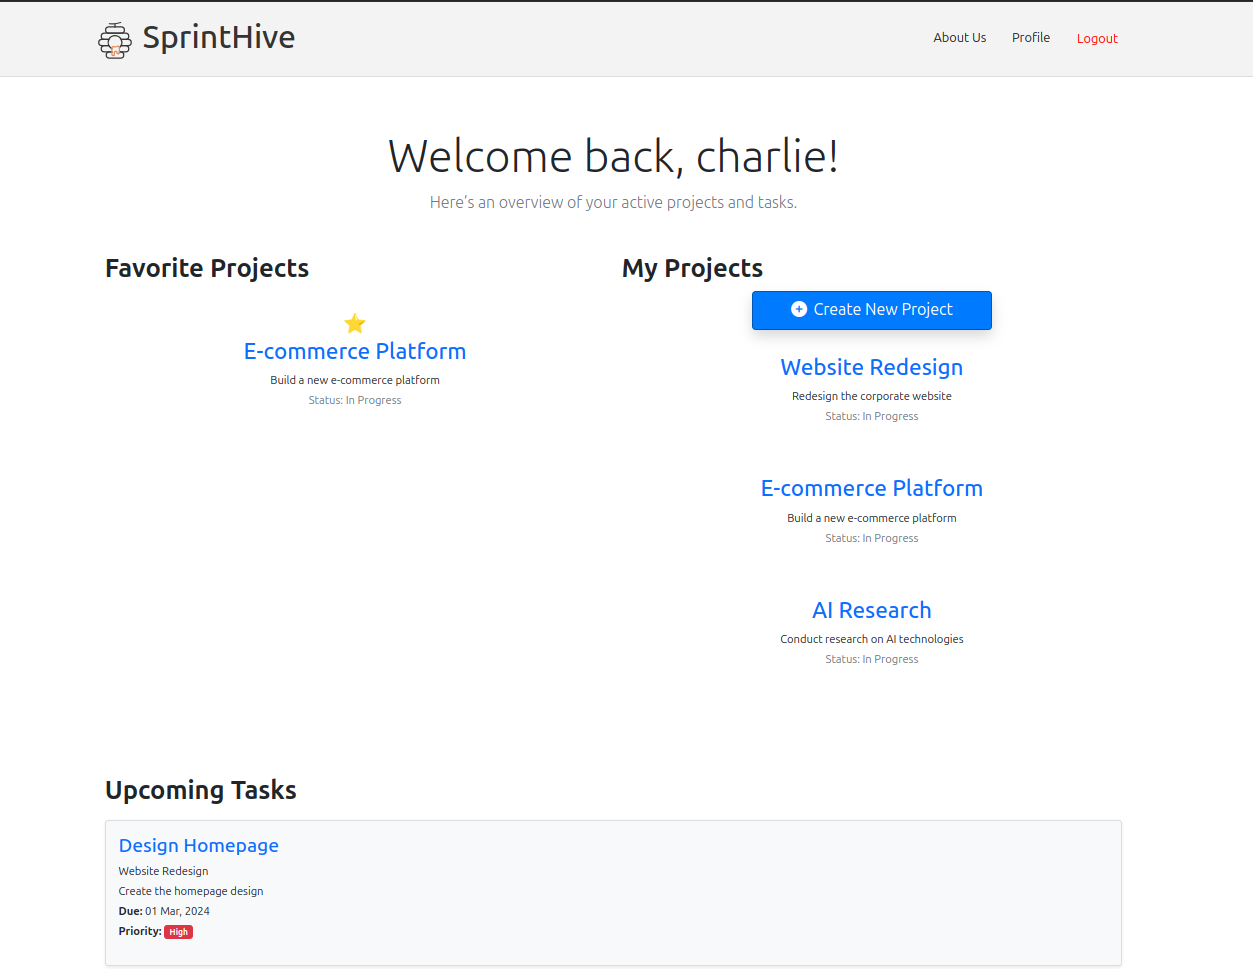 SprintHive
About Us Profile Logout
Welcome back, charlie!
Here's an overview of your active projects and tasks.
Favorite Projects
E-commerce Platform
Build a new e-commerce platform
Status: In Progress
My Projects
Create New Project
Website Redesign
Redesign the corporate website
Status: In Progress
E-commerce Platform
Build a new e-commerce platform
Status: In Progress
AI Research
Conduct research on AI technologies
Status: In Progress
Upcoming Tasks
Design Homepage
Website Redesign
Create the homepage design
Due: 01 Mar, 2024
Priority: High